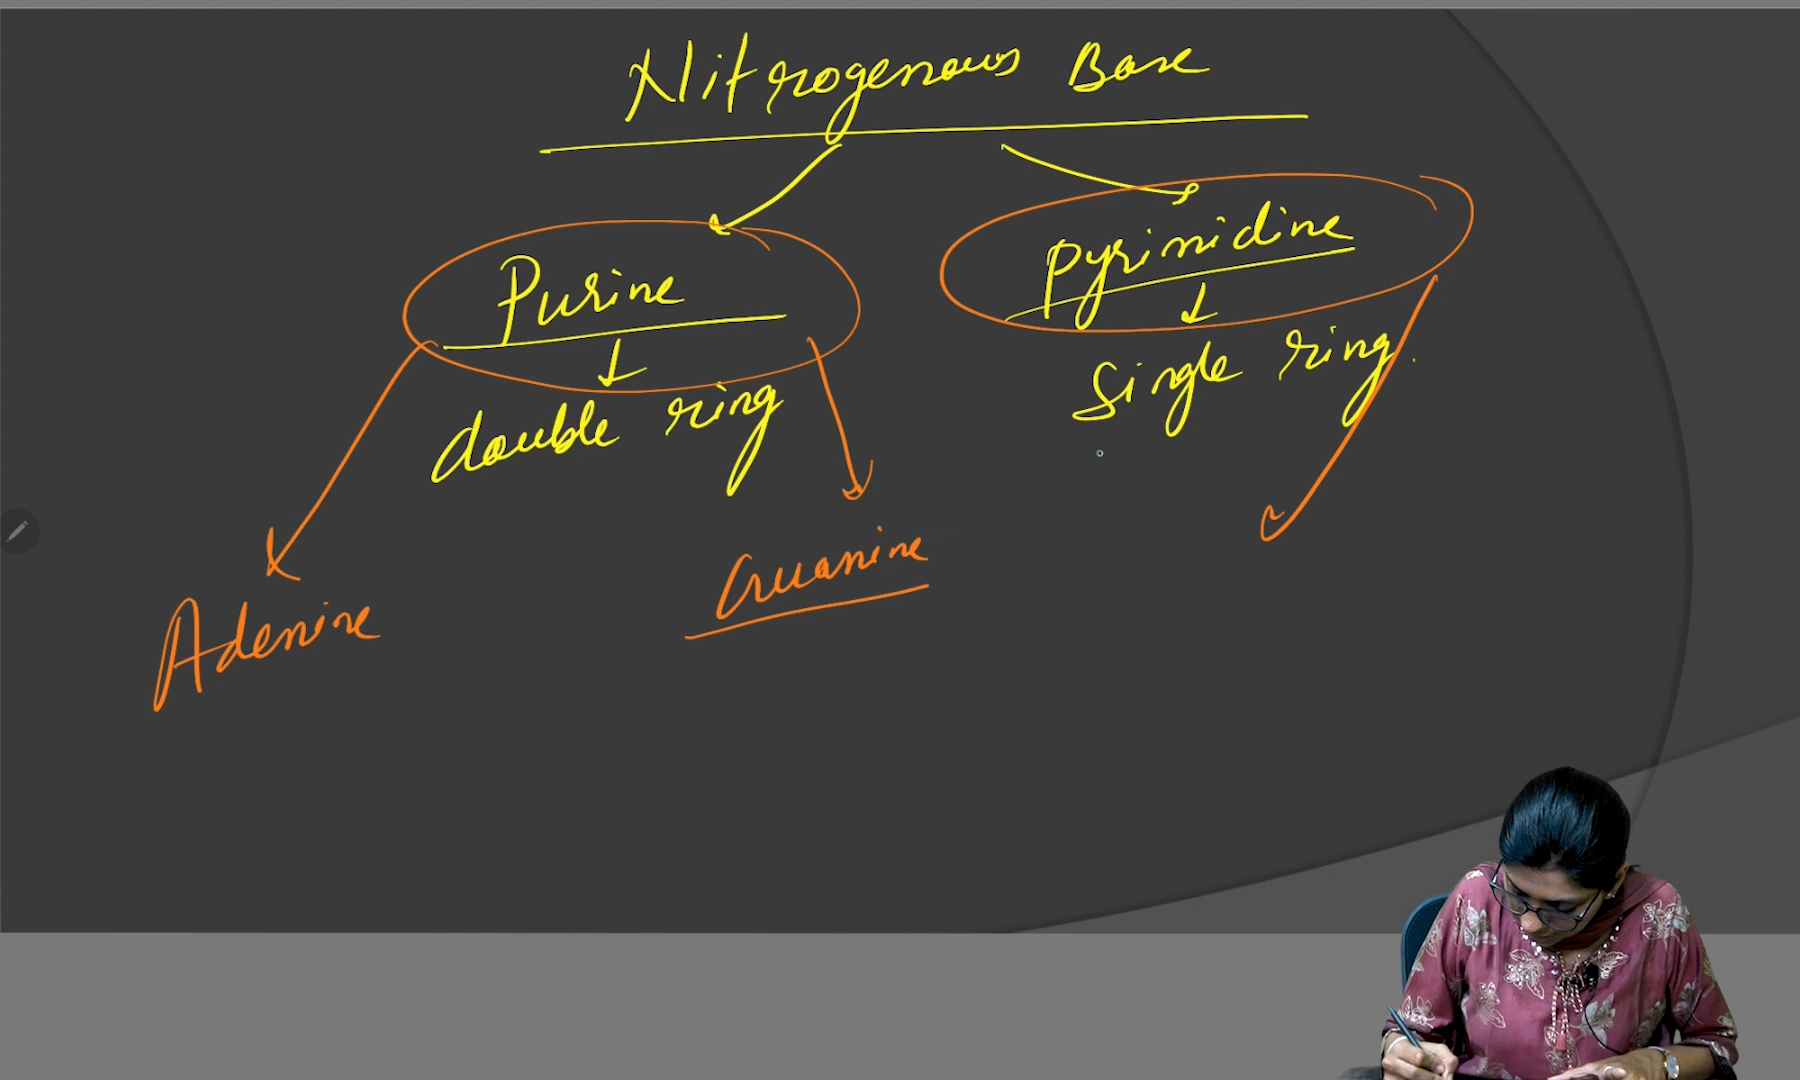 Nitrogenous Base
Purine
pyrimidine
double ring
single ring.
Adenine
Guanine